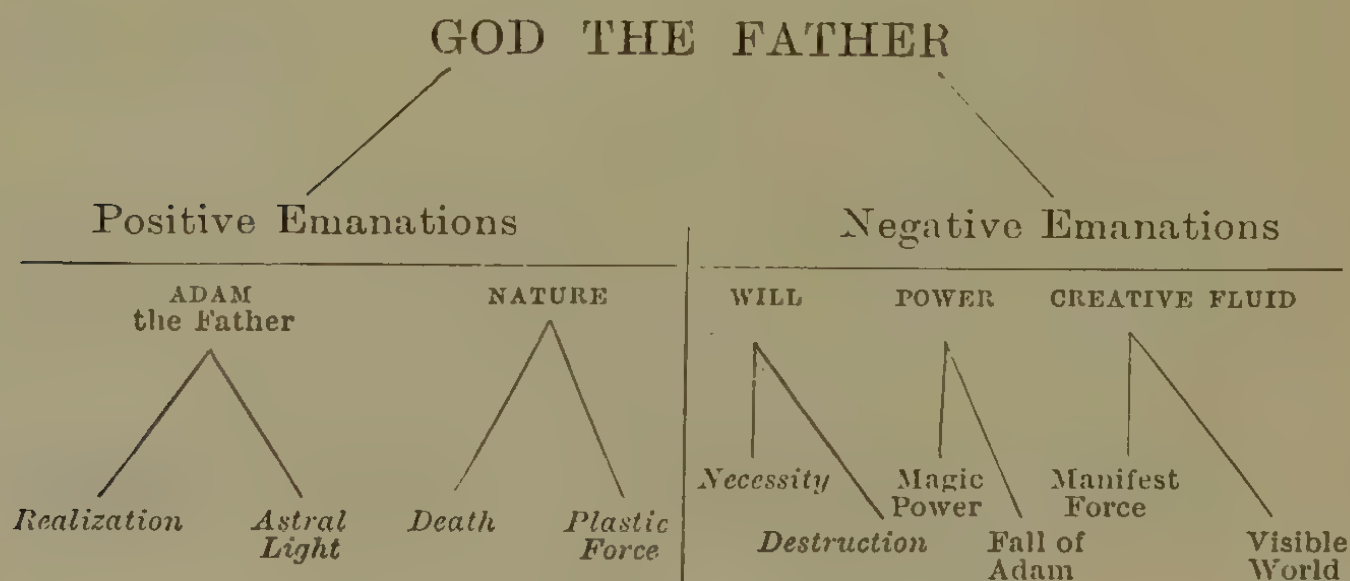 GOD THE FATHER
Positive Emanations
Negative Emanations
ADAM
the Father
NATURE
WILL
POWER
CREATIVE FLUID
Realization
Astral
Light
Death
Plastic
Force
Necessity
Destruction
Magic
Power
Fall of
Adam
Manifest
Force
Visible
World